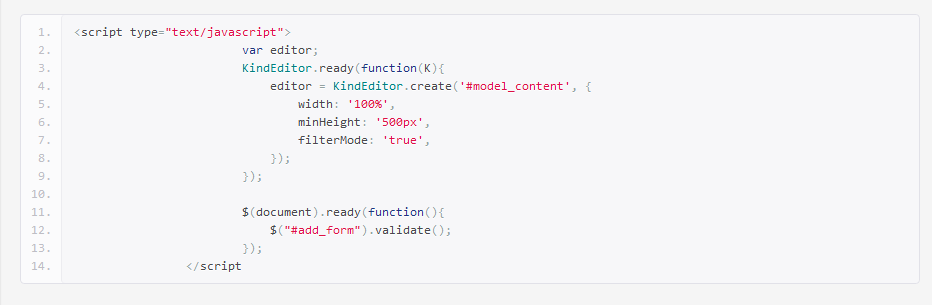 1. <script type="text/javascript">
2. var editor;
3. KindEditor.ready(function(K){
4. editor = KindEditor.create('#model_content', {
5. width: '100%',
6. minHeight: '500px',
7. filterMode: 'true',
8. });
9. });
10.
11. $(document).ready(function(){
12. $("#add_form").validate();
13. });
14. </script